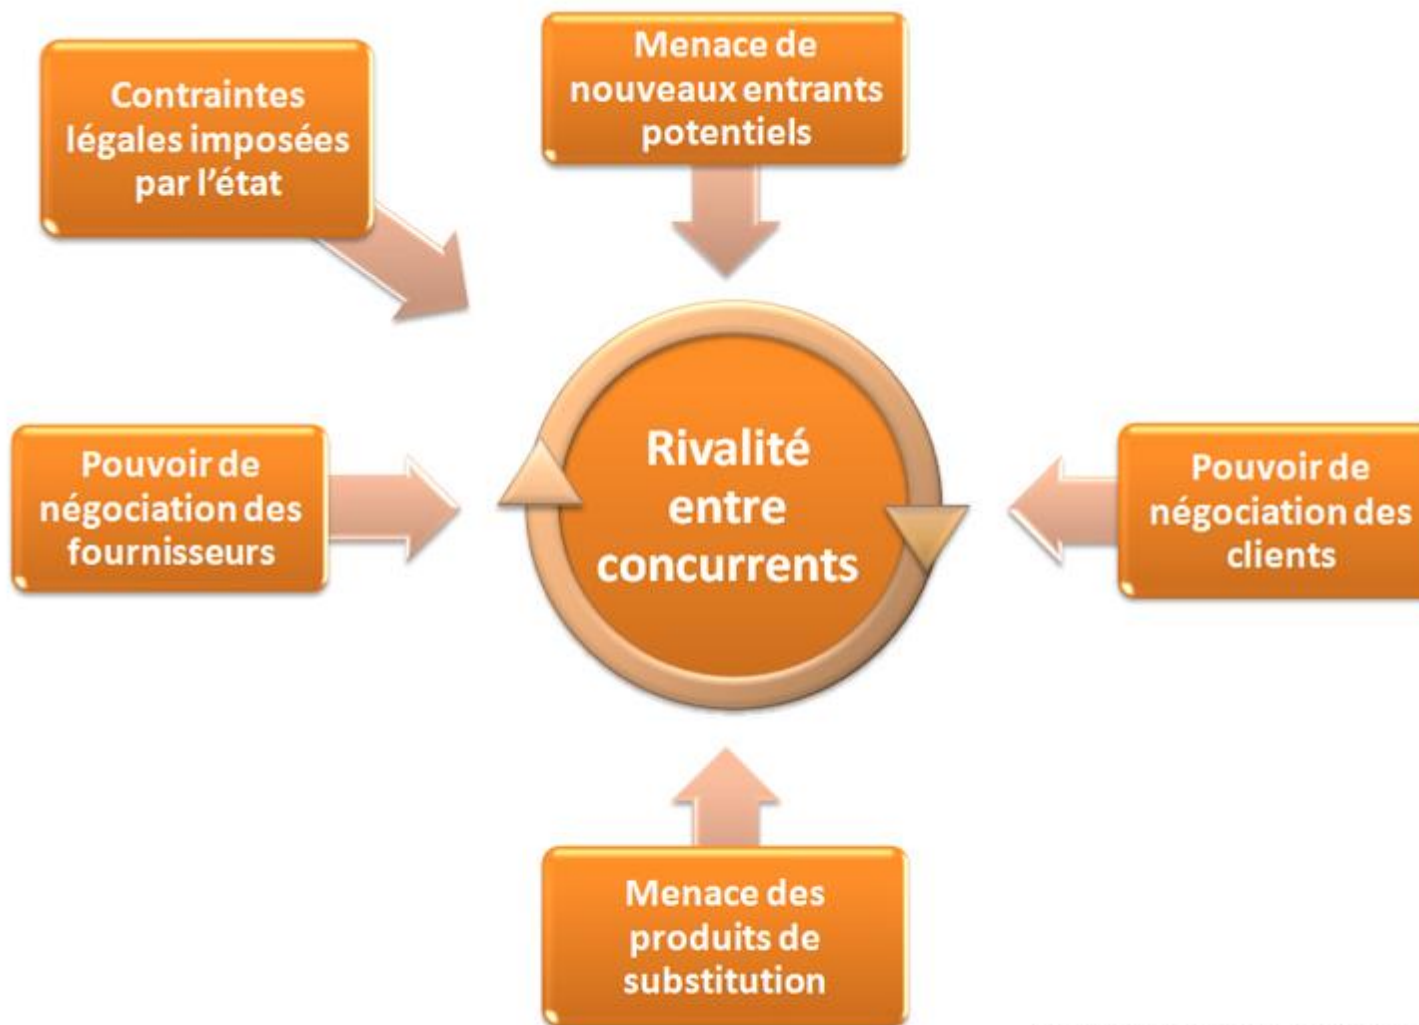 Contraintes
légales imposées
par l’état
Menace de
nouveaux entrants
potentiels
Pouvoir de
négociation des
fournisseurs
Rivalité
entre
concurrents
Pouvoir de
négociation des
clients
Menace des
produits de
substitution